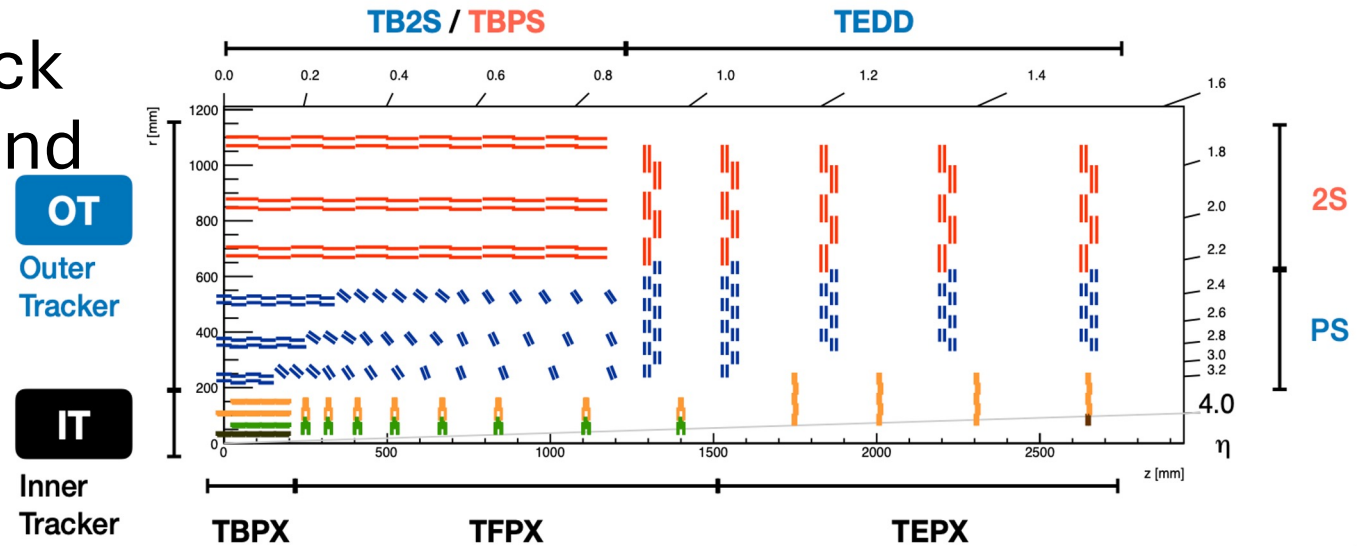 ck
nd
TB2S / TBPS
TEDD
0.0 0.2 0.4 0.6 0.8 1.0 1.2 1.4 1.6
r [mm]
1200
1000
800
600
400
200
0
1.8
2.0
2.2
2.4
2.6
2.8
3.0
3.2
4.0
η
OT
Outer
Tracker
IT
Inner
Tracker
2S
PS
0 500 1000 1500 2000 2500
z [mm]
TBPX
TFPX
TEPX